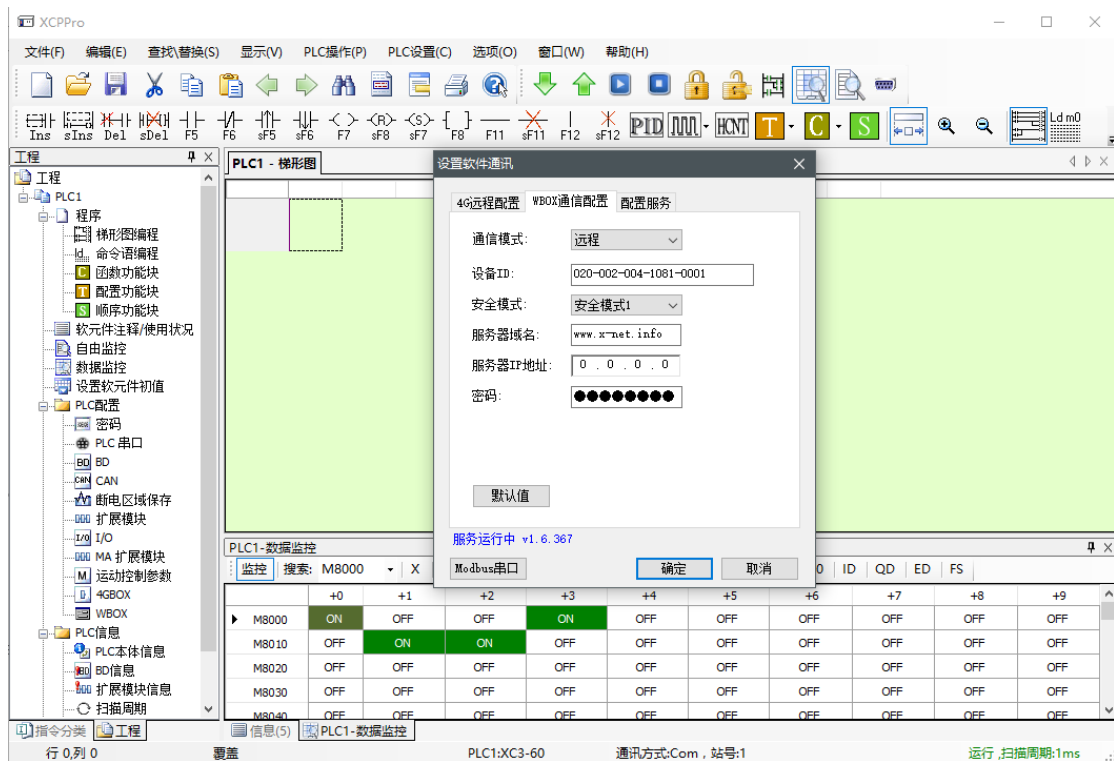 XCPPro
文件(F) 编辑(E) 查找\替换(S) 显示(V) PLC操作(P) PLC设置(C) 选项(O) 窗口(W) 帮助(H)
Ins sIns Del sDel F5 F6 sF5 sF6 F7 sF8 sF7 F8 F11 sF11 F12 sF12 PID HCNT T C S Ld m0
工程
PLC1 - 梯形图
工程
PLC1
程序
梯形图编程
命令语编程
函数功能块
配置功能块
顺序功能块
软元件注释/使用状况
自由监控
数据监控
设置软元件初值
PLC配置
密码
PLC 串口
BD
CAN
断电区域保存
扩展模块
I/O
MA 扩展模块
运动控制参数
4GBOX
WBOX
PLC信息
PLC本体信息
BD信息
扩展模块信息
扫描周期
指令分类 工程
设置软件通讯
4G远程配置 WBOX通信配置 配置服务
通信模式: 远程
设备ID: 020-002-004-1081-0001
安全模式: 安全模式1
服务器域名: www.x-net.info
服务器IP地址: 0 . 0 . 0 . 0
密码: ●●●●●●●●
默认值
服务运行中 v1.6.367
Modbus串口 确定 取消
PLC1-数据监控
监控 搜索: M8000 X ID QD ED FS
+0 +1 +2 +3 +4 +5 +6 +7 +8 +9
M8000 ON OFF OFF ON OFF OFF OFF OFF OFF OFF
M8010 OFF ON ON OFF OFF OFF OFF OFF OFF OFF
M8020 OFF OFF OFF OFF OFF OFF OFF OFF OFF OFF
M8030 OFF OFF OFF OFF OFF OFF OFF OFF OFF OFF
M8040 OFF OFF OFF OFF OFF OFF OFF OFF OFF OFF
信息(5) PLC1-数据监控
行 0,列 0 覆盖 PLC1:XC3-60 通讯方式:Com , 站号:1 运行 ,扫描周期:1ms